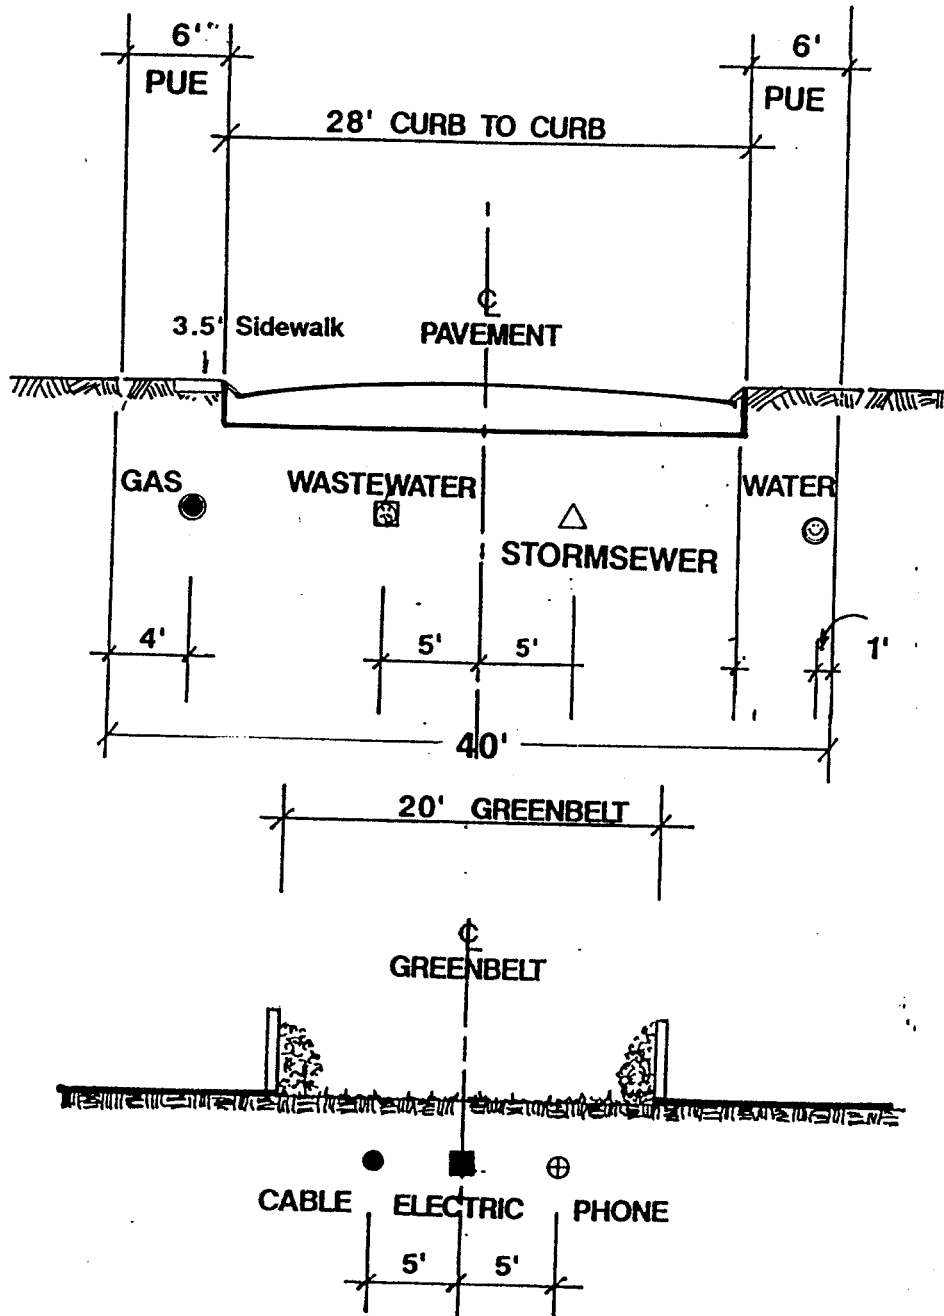 6' 6'
PUE PUE
28' CURB TO CURB
℄
3.5' Sidewalk PAVEMENT
GAS WASTEWATER WATER
STORMSEWER
4' 5' 5' 1'
40'
20' GREENBELT
℄
GREENBELT
CABLE ELECTRIC PHONE
5' 5'